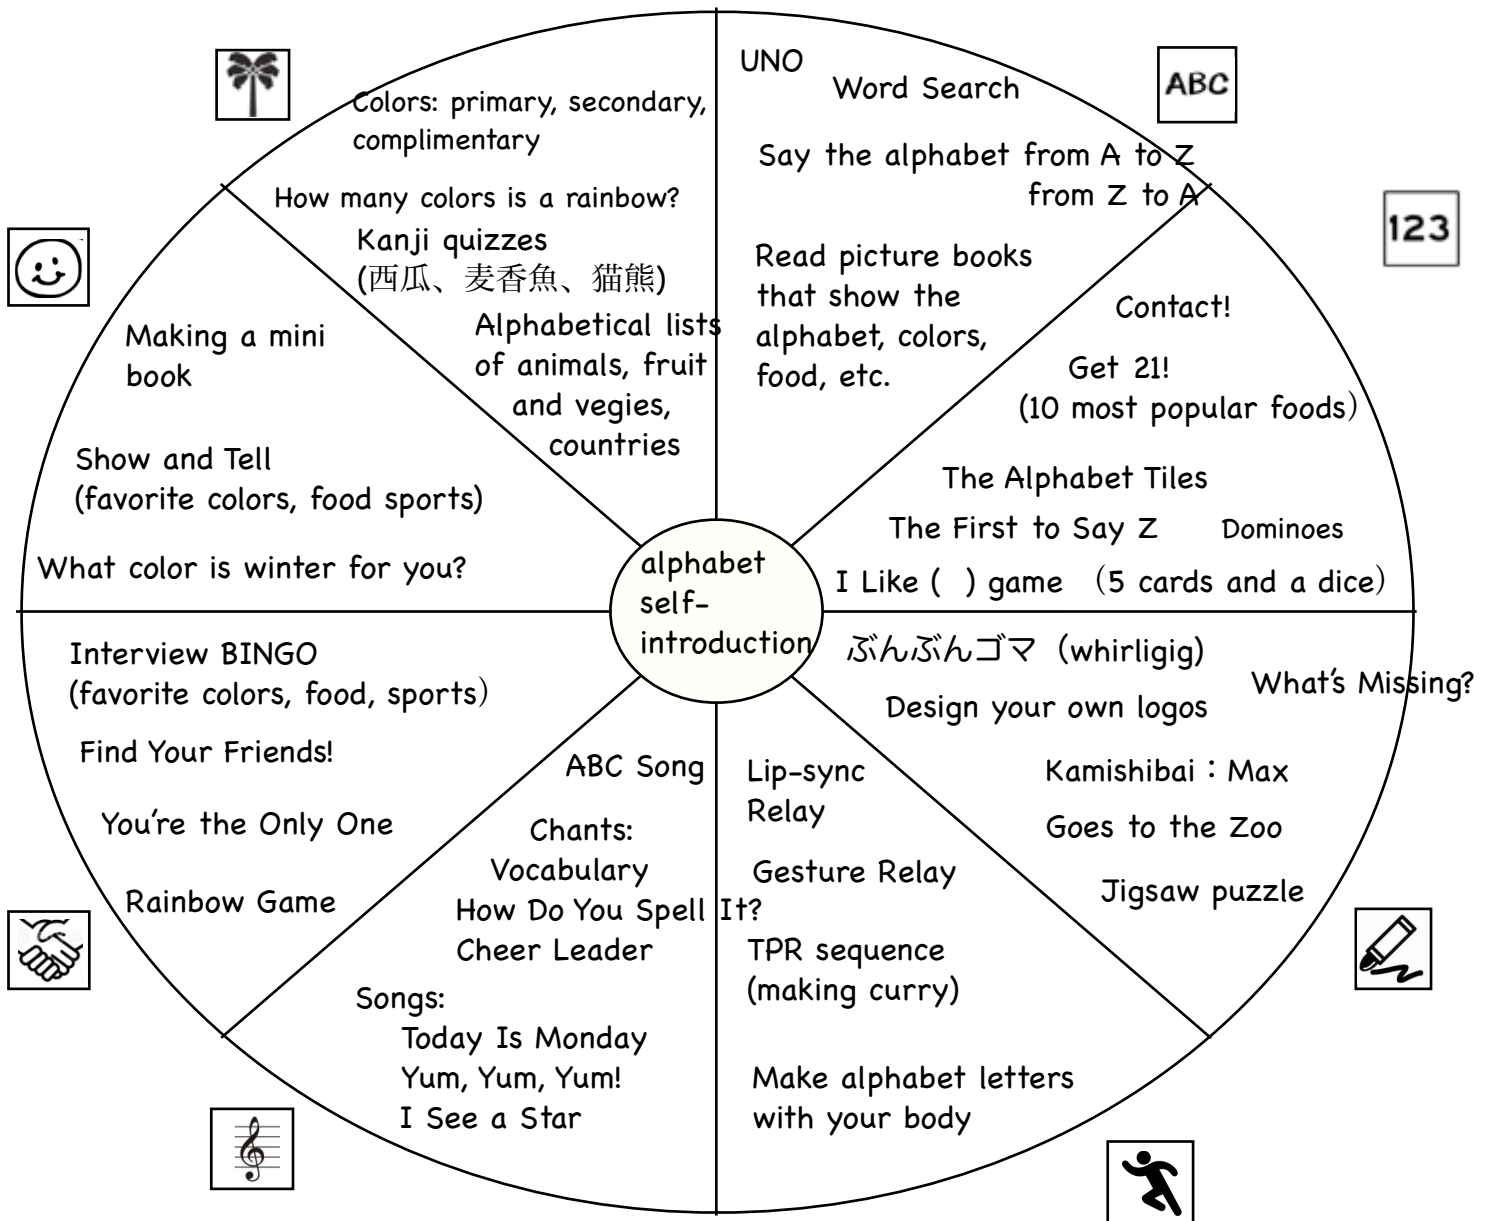 UNO
Word Search
ABC
Say the alphabet from A to Z
from Z to A
Read picture books
that show the
alphabet, colors,
food, etc.
123
Contact!
Get 21!
(10 most popular foods)
The Alphabet Tiles
The First to Say Z
Dominoes
I Like ( ) game (5 cards and a dice)
ぶんぶんゴマ (whirligig)
What's Missing?
Design your own logos
Kamishibai：Max
Goes to the Zoo
Jigsaw puzzle
Lip-sync
Relay
Gesture Relay
TPR sequence
(making curry)
Make alphabet letters
with your body
ABC Song
Chants:
Vocabulary
How Do You Spell It?
Cheer Leader
Songs:
Today Is Monday
Yum, Yum, Yum!
I See a Star
Interview BINGO
(favorite colors, food, sports)
Find Your Friends!
You're the Only One
Rainbow Game
Making a mini
book
Show and Tell
(favorite colors, food sports)
What color is winter for you?
Colors: primary, secondary,
complimentary
How many colors is a rainbow?
Kanji quizzes
(西瓜、麦香魚、猫熊)
Alphabetical lists
of animals, fruit
and vegies,
countries
alphabet
self-
introduction